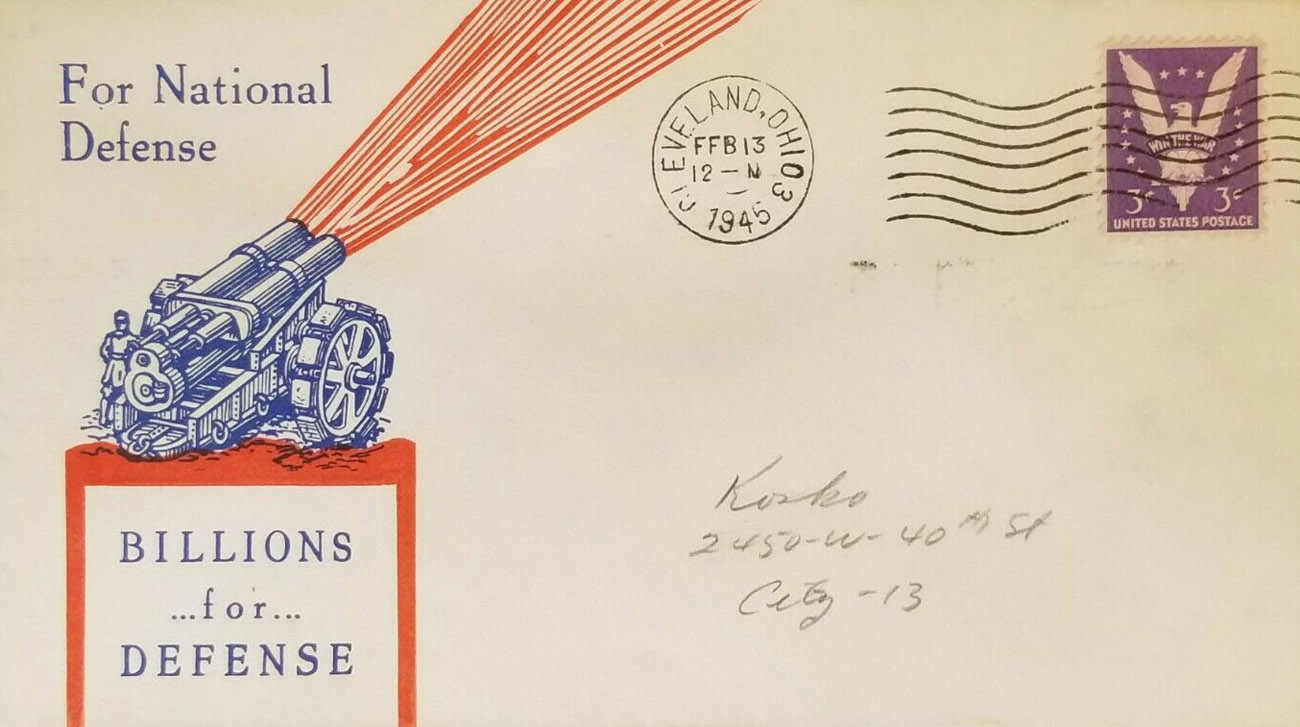 For National
Defense
BILLIONS
...for...
DEFENSE
CLEVELAND, OHIO 3
FEB 13
12 - M
1945
WIN THE WAR
3¢ 3¢
UNITED STATES POSTAGE
Kosko
2450-W-40th St
City-13